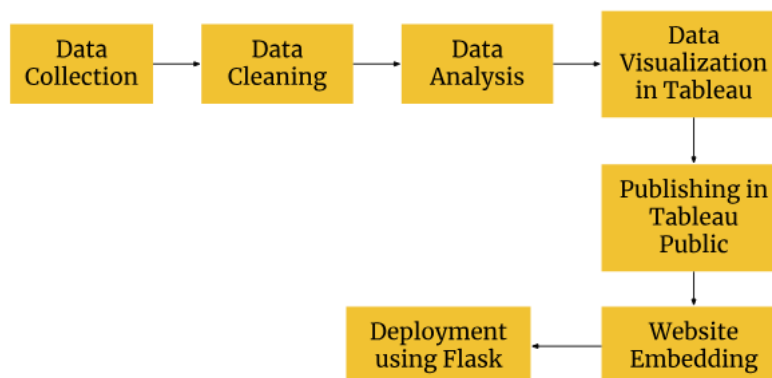 Data
Collection
Data
Cleaning
Data
Analysis
Data
Visualization
in Tableau
Publishing in
Tableau
Public
Website
Embedding
Deployment
using Flask